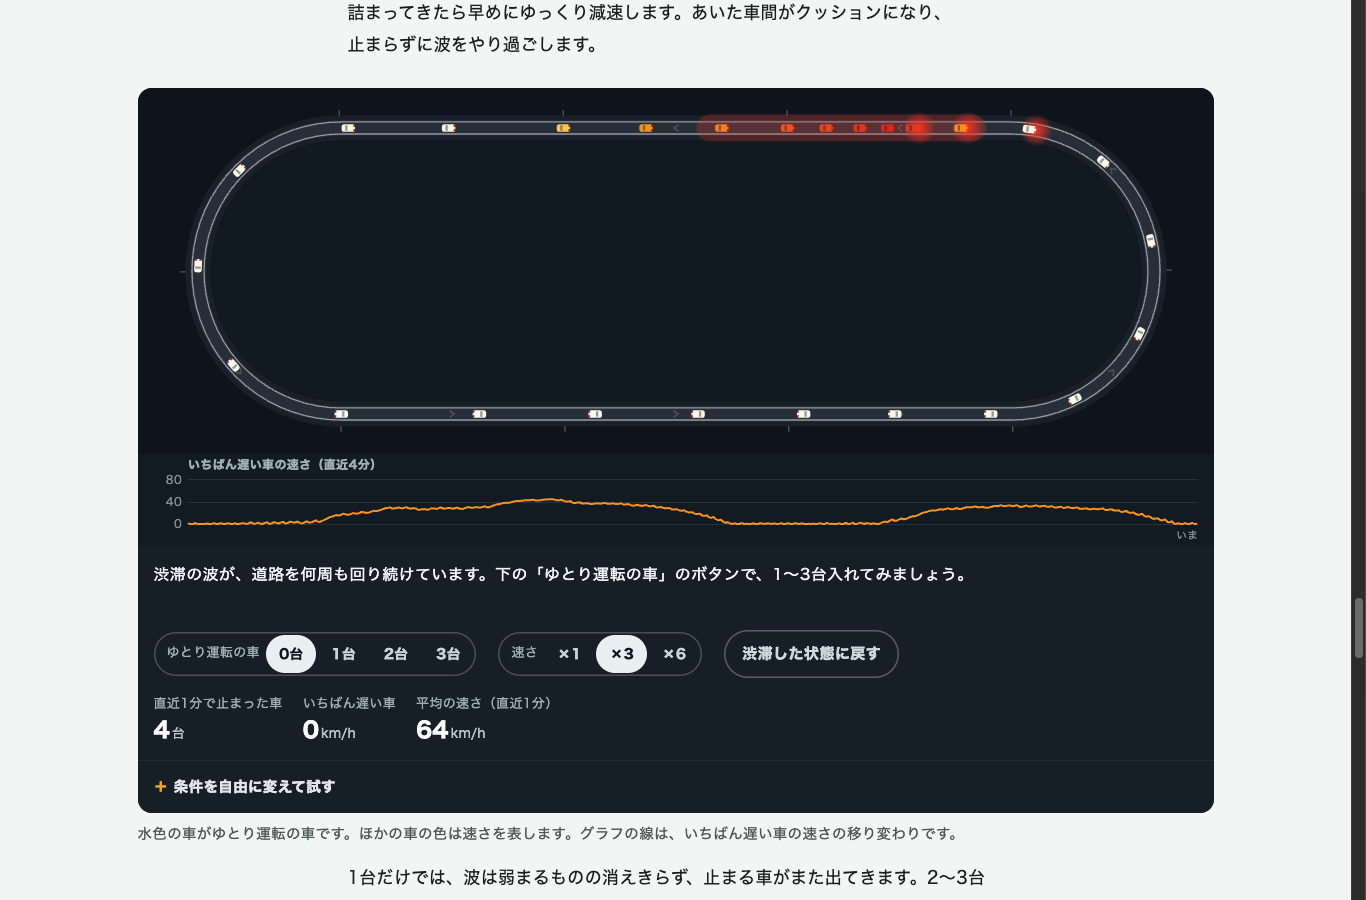 詰まってきたら早めにゆっくり減速します。あいた車間がクッションになり、
止まらずに波をやり過ごします。
いちばん遅い車の速さ（直近4分）
80
40
0
いま
渋滞の波が、道路を何周も回り続けています。下の「ゆとり運転の車」のボタンで、1〜3台入れてみましょう。
ゆとり運転の車 0台 1台 2台 3台 速さ ×1 ×3 ×6 渋滞した状態に戻す
直近1分で止まった車 いちばん遅い車 平均の速さ（直近1分）
4台 0km/h 64km/h
+ 条件を自由に変えて試す
水色の車がゆとり運転の車です。ほかの車の色は速さを表します。グラフの線は、いちばん遅い車の速さの移り変わりです。
1台だけでは、波は弱まるものの消えきらず、止まる車がまた出てきます。2〜3台